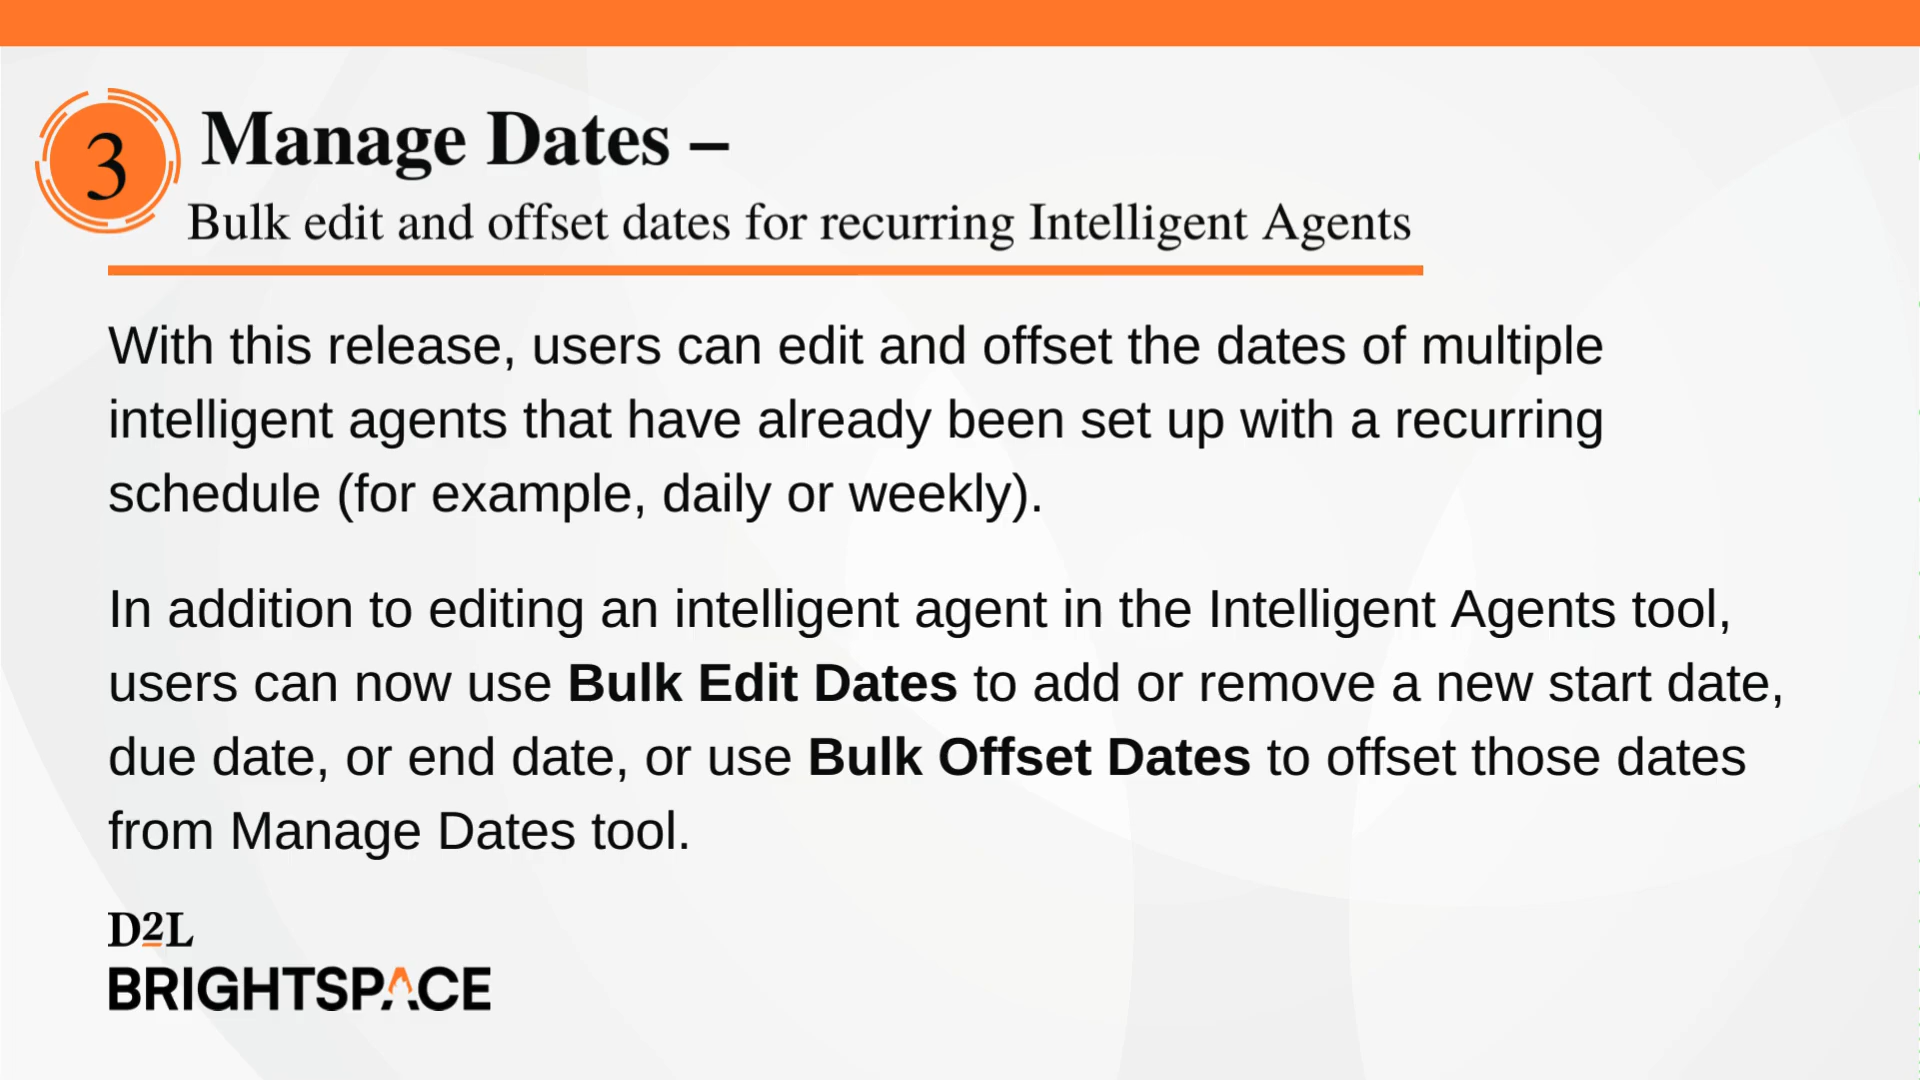 3
Manage Dates –
Bulk edit and offset dates for recurring Intelligent Agents
With this release, users can edit and offset the dates of multiple
intelligent agents that have already been set up with a recurring
schedule (for example, daily or weekly).
In addition to editing an intelligent agent in the Intelligent Agents tool,
users can now use Bulk Edit Dates to add or remove a new start date,
due date, or end date, or use Bulk Offset Dates to offset those dates
from Manage Dates tool.
D2L
BRIGHTSPACE